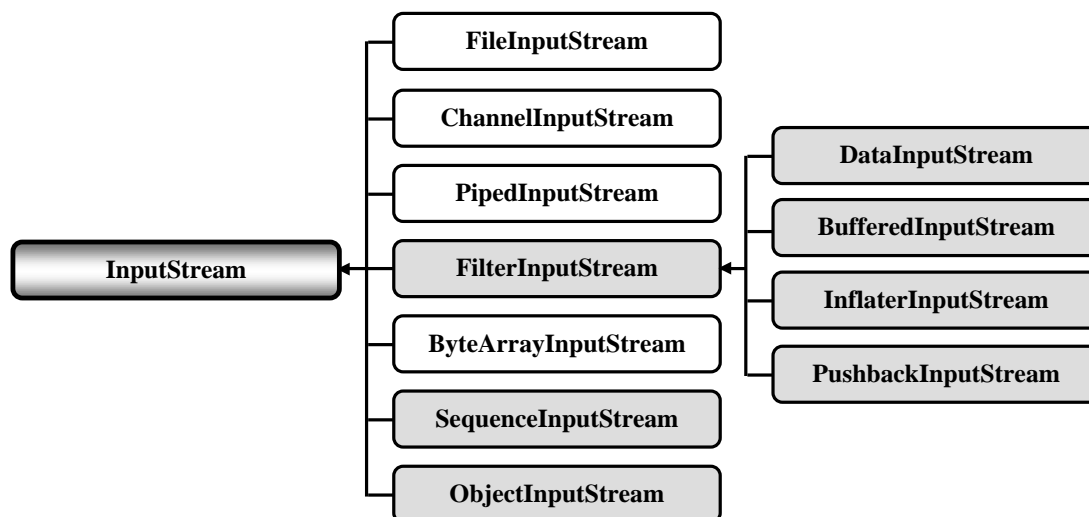 InputStream
FileInputStream
ChannelInputStream
PipedInputStream
FilterInputStream
ByteArrayInputStream
SequenceInputStream
ObjectInputStream
DataInputStream
BufferedInputStream
InflaterInputStream
PushbackInputStream